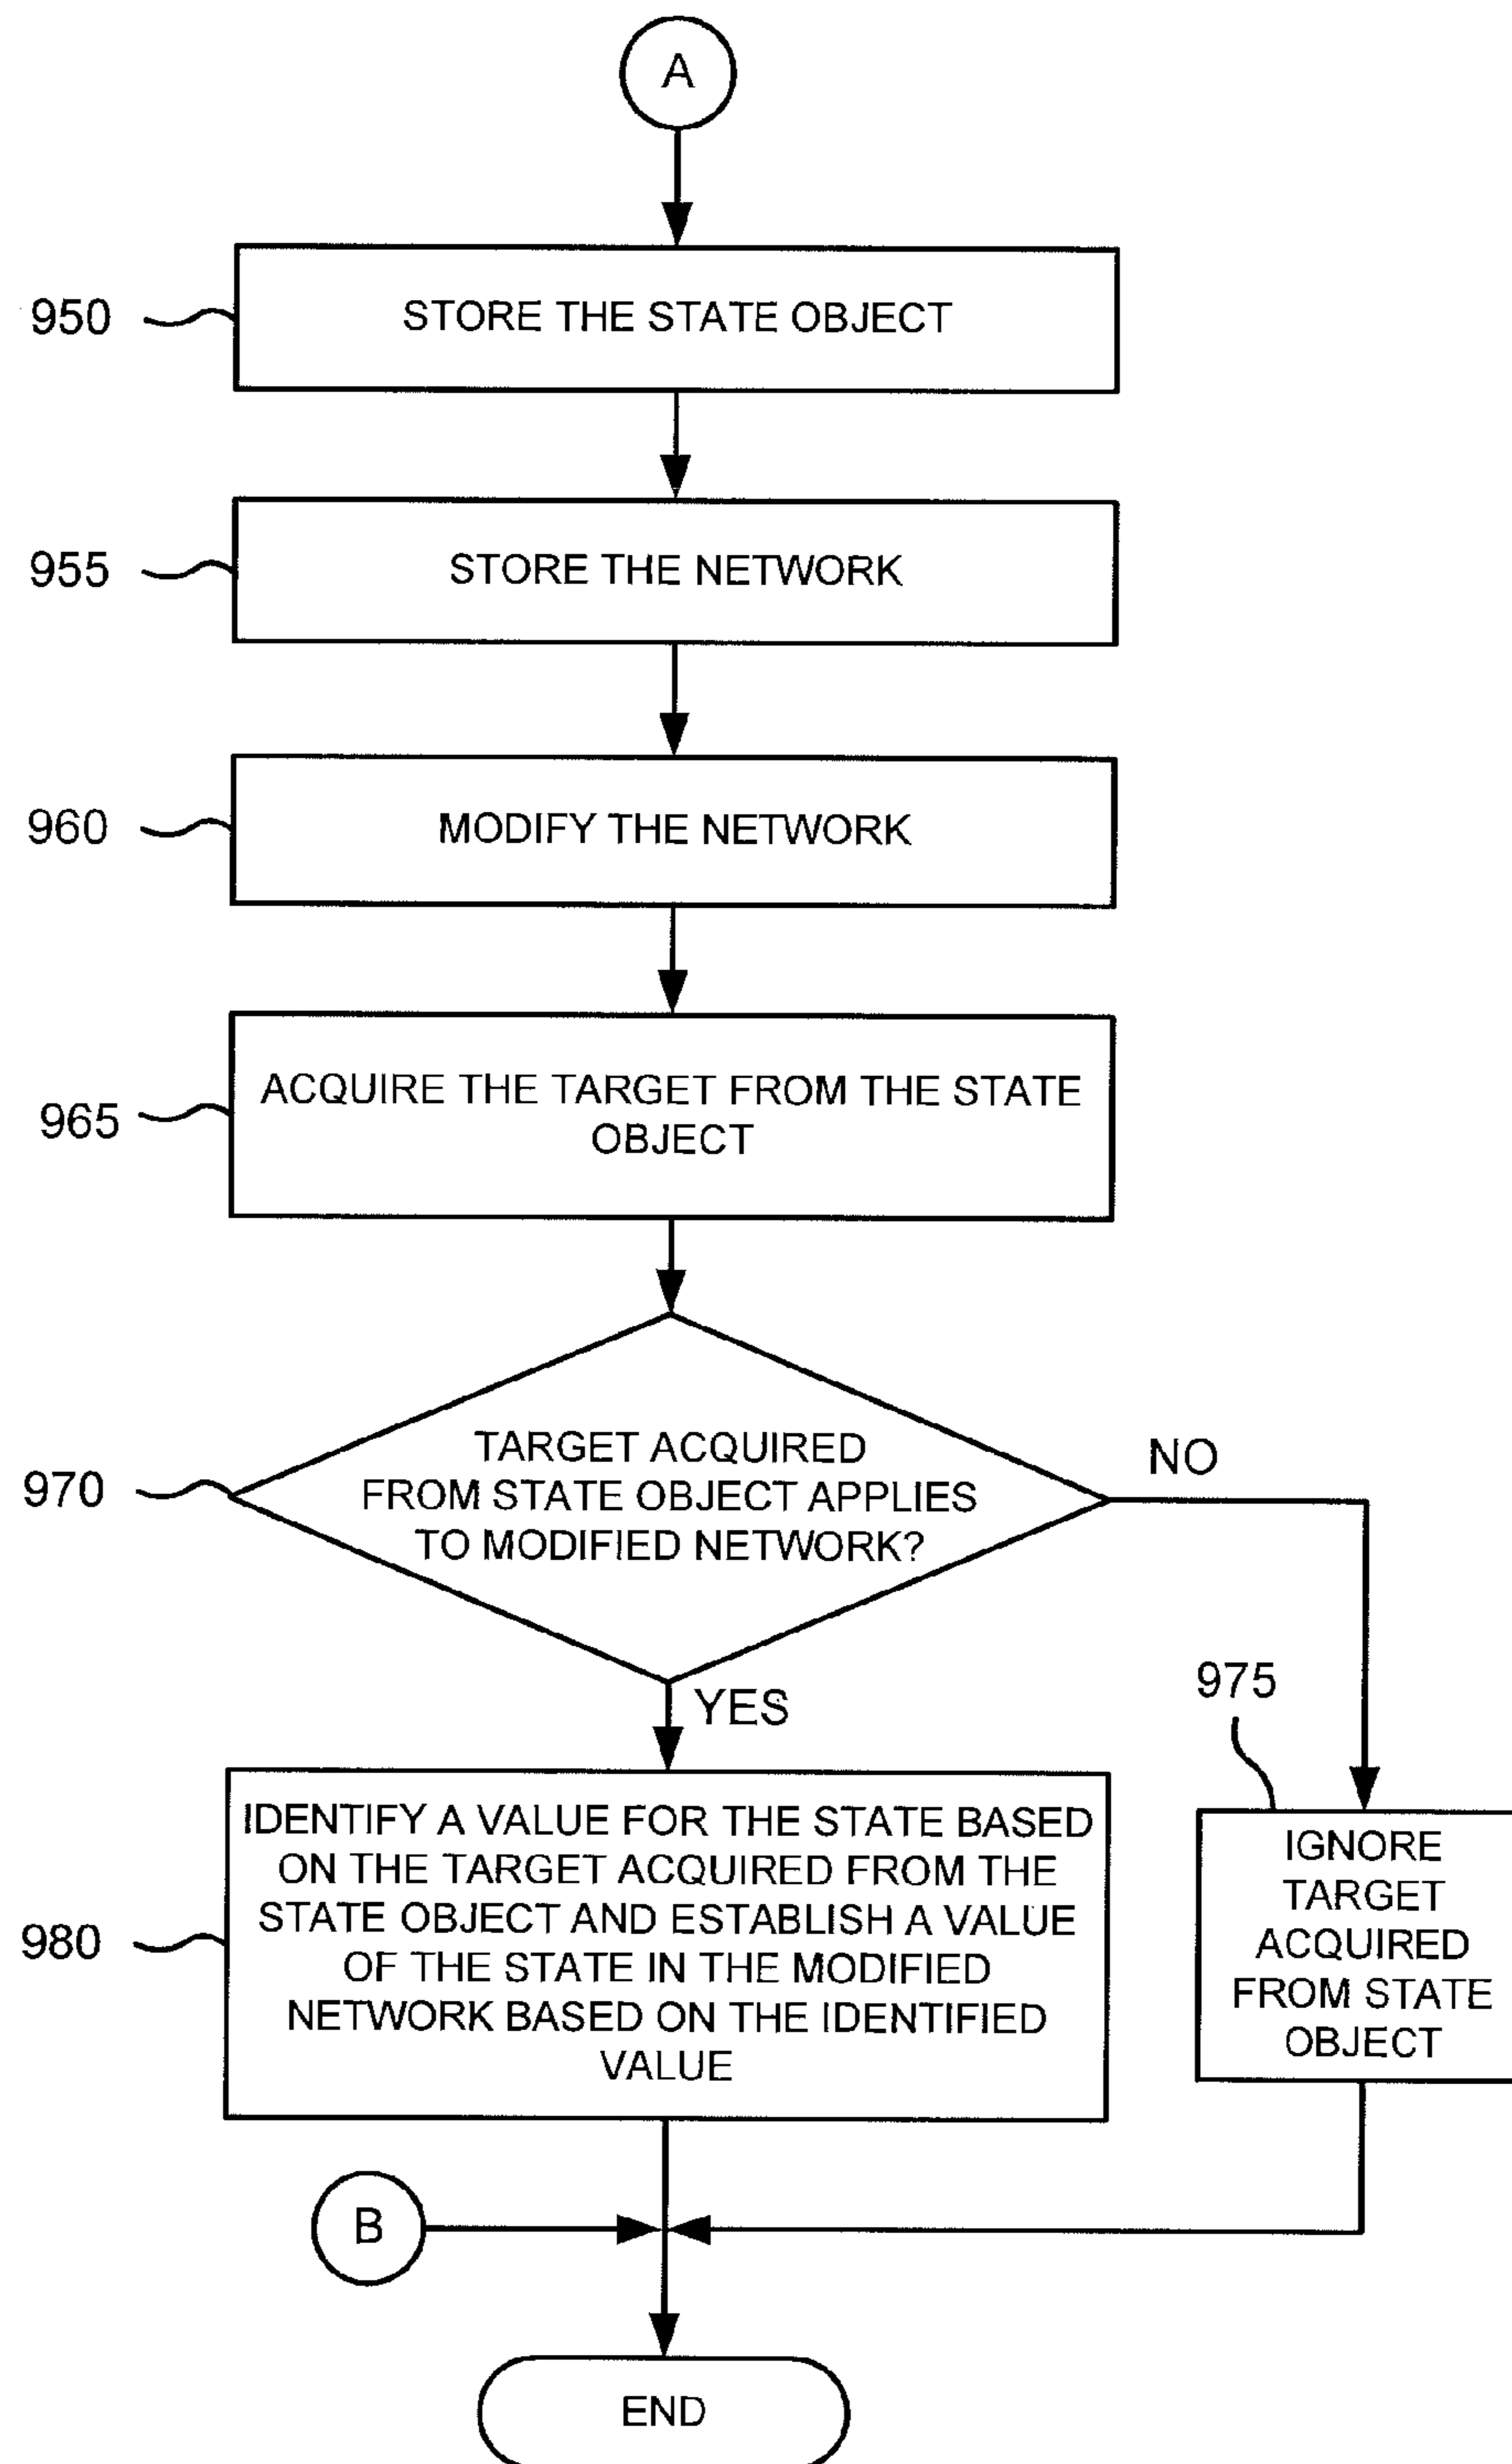 A
950
STORE THE STATE OBJECT
955
STORE THE NETWORK
960
MODIFY THE NETWORK
965
ACQUIRE THE TARGET FROM THE STATE
OBJECT
970
TARGET ACQUIRED
FROM STATE OBJECT APPLIES
TO MODIFIED NETWORK?
NO
YES
975
IGNORE
TARGET
ACQUIRED
FROM STATE
OBJECT
980
IDENTIFY A VALUE FOR THE STATE BASED
ON THE TARGET ACQUIRED FROM THE
STATE OBJECT AND ESTABLISH A VALUE
OF THE STATE IN THE MODIFIED
NETWORK BASED ON THE IDENTIFIED
VALUE
B
END